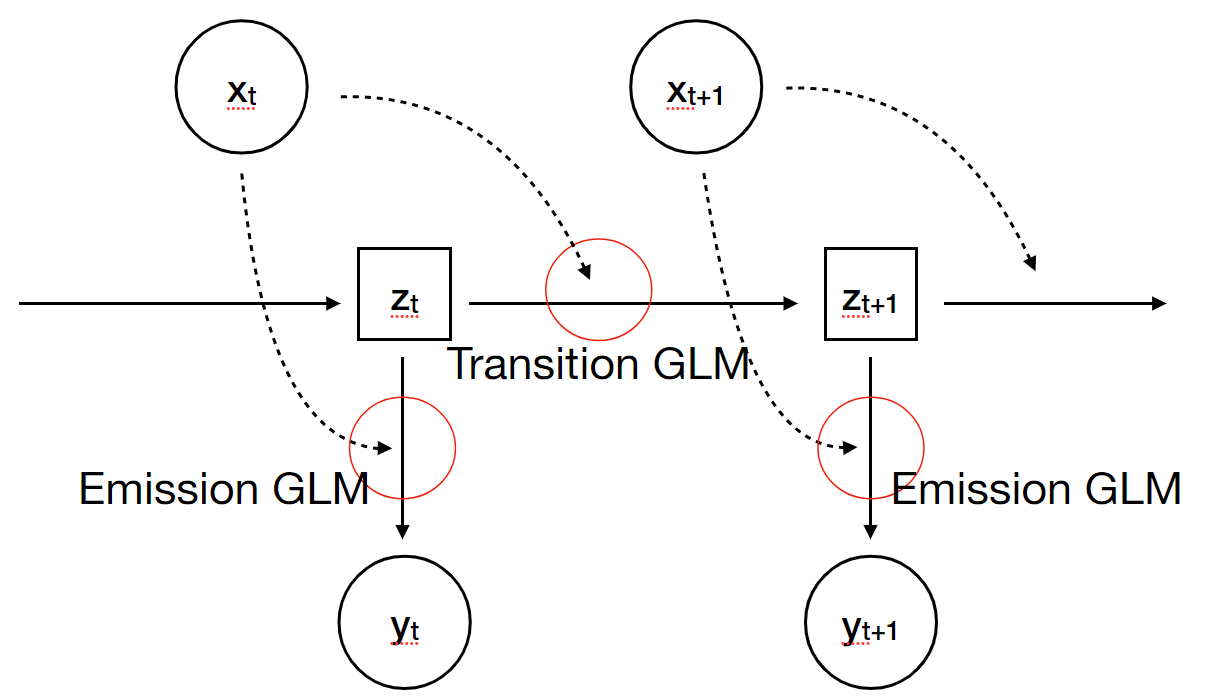 xt
xt+1
zt
zt+1
Transition GLM
Emission GLM
Emission GLM
yt
yt+1